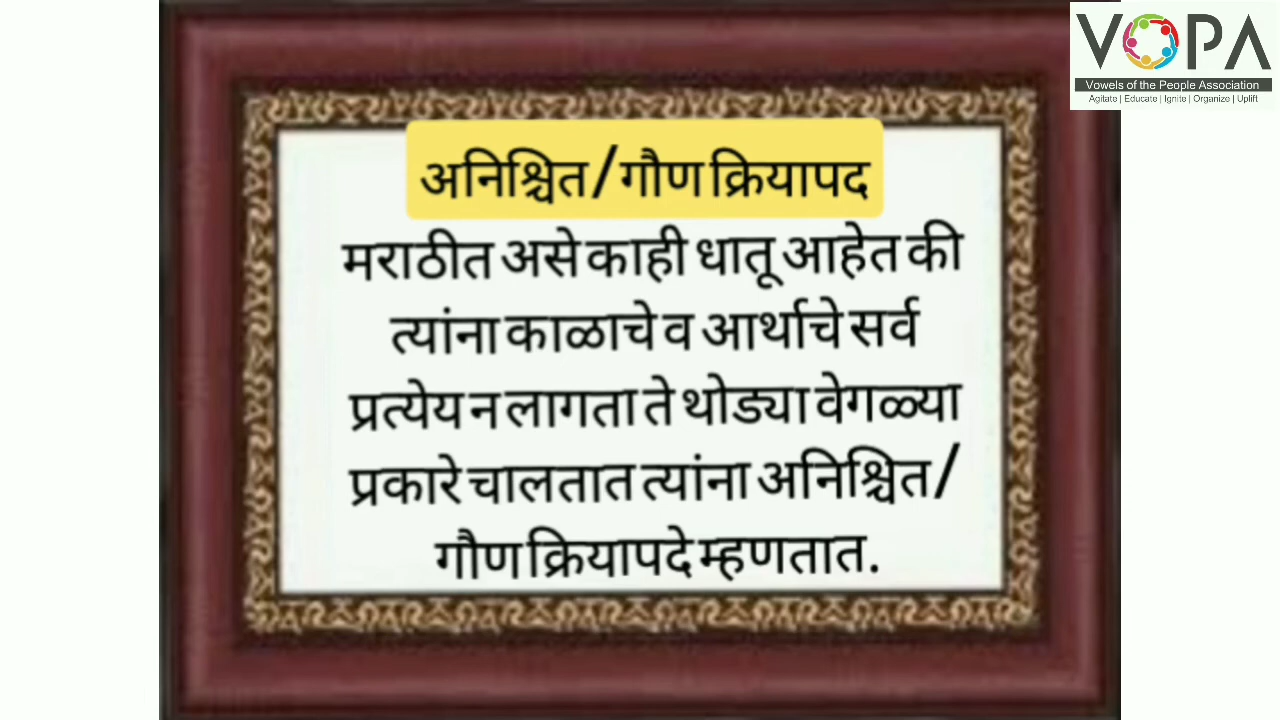 VOPA
Vowels of the People Association
Agitate | Educate | Ignite | Organize | Uplift
अनिश्चित/गौण क्रियापद
मराठीत असे काही धातू आहेत की
त्यांना काळाचे व आर्थाचे सर्व
प्रत्येय न लागता ते थोड्या वेगळ्या
प्रकारे चालतात त्यांना अनिश्चित/
गौण क्रियापदे म्हणतात.